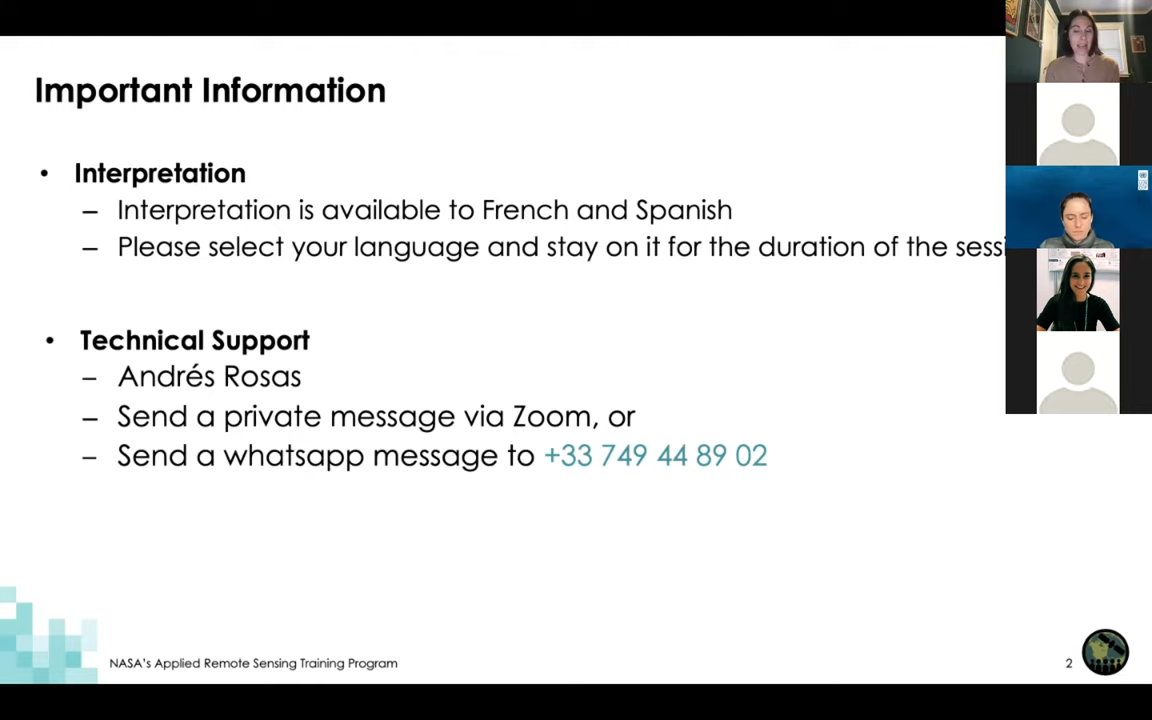 Important Information
• Interpretation
– Interpretation is available to French and Spanish
– Please select your language and stay on it for the duration of the sessi
• Technical Support
– Andrés Rosas
– Send a private message via Zoom, or
– Send a whatsapp message to +33 749 44 89 02
NASA's Applied Remote Sensing Training Program
2